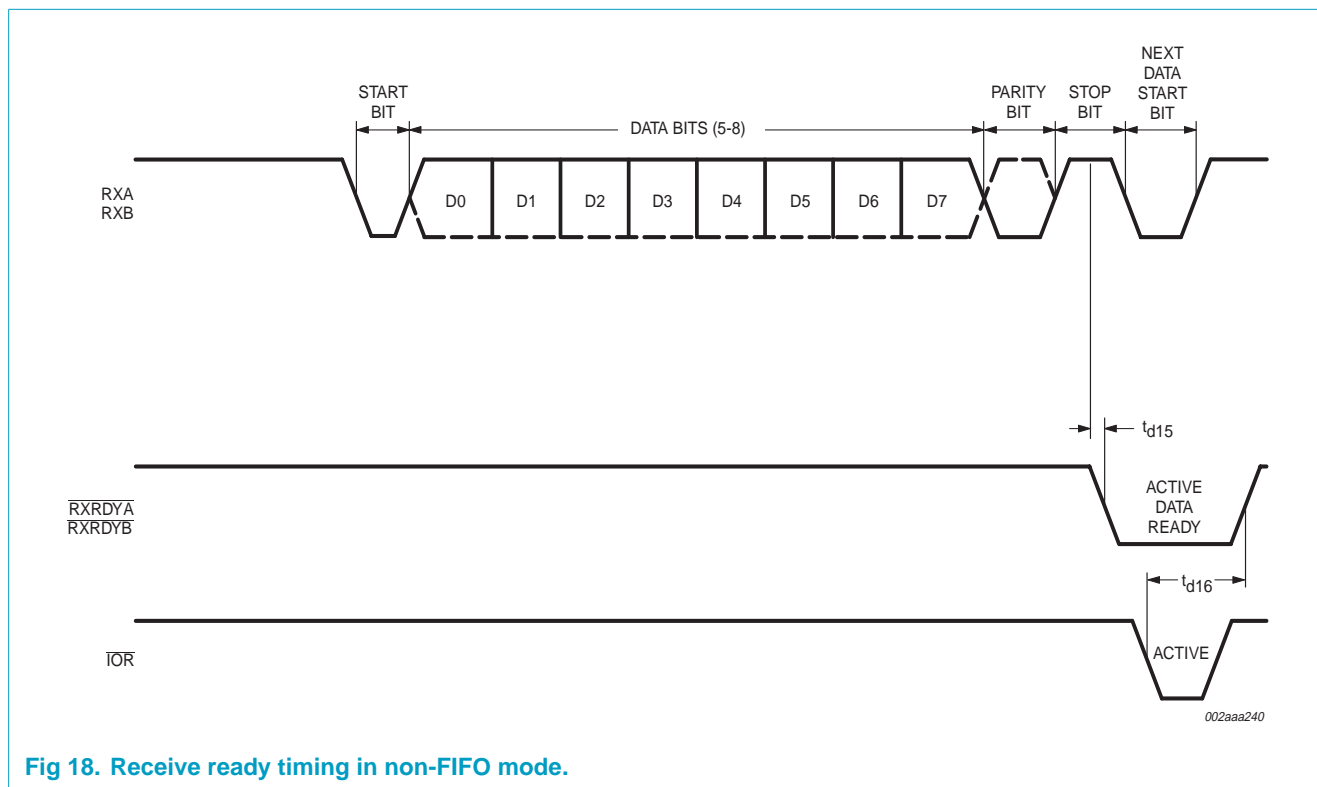 START
BIT
DATA BITS (5-8)
PARITY
BIT
STOP
BIT
NEXT
DATA
START
BIT
RXA
RXB
D0 D1 D2 D3 D4 D5 D6 D7
td15
RXRDYA
RXRDYB
ACTIVE
DATA
READY
td16
IOR
ACTIVE
002aaa240
Fig 18. Receive ready timing in non-FIFO mode.